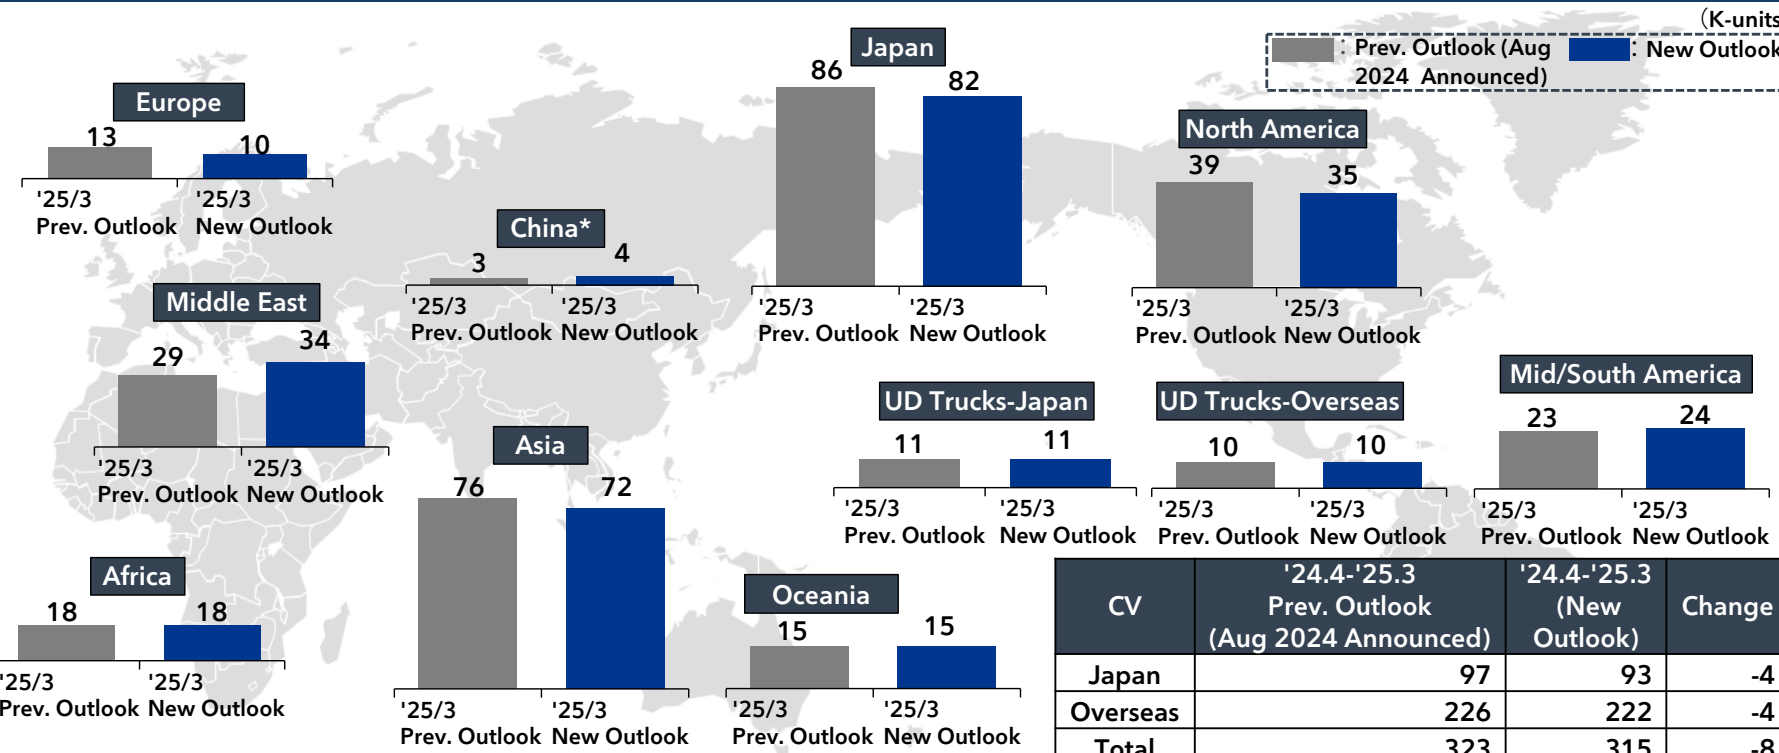 (K-units
: Prev. Outlook (Aug
2024 Announced)
: New Outlook
Europe
13
10
'25/3
Prev. Outlook
'25/3
New Outlook
China*
3
4
'25/3
Prev. Outlook
'25/3
New Outlook
Japan
86
82
'25/3
Prev. Outlook
'25/3
New Outlook
North America
39
35
'25/3
Prev. Outlook
'25/3
New Outlook
Middle East
29
34
'25/3
Prev. Outlook
'25/3
New Outlook
UD Trucks-Japan
11
11
'25/3
Prev. Outlook
'25/3
New Outlook
UD Trucks-Overseas
10
10
'25/3
Prev. Outlook
'25/3
New Outlook
Mid/South America
23
24
'25/3
Prev. Outlook
'25/3
New Outlook
Asia
76
72
'25/3
Prev. Outlook
'25/3
New Outlook
Africa
18
18
'25/3
Prev. Outlook
'25/3
New Outlook
Oceania
15
15
'25/3
Prev. Outlook
'25/3
New Outlook
CV
'24.4-'25.3
Prev. Outlook
(Aug 2024 Announced)
'24.4-'25.3
(New
Outlook)
Change
Japan 97 93 -4
Overseas 226 222 -4
Total 323 315 -8